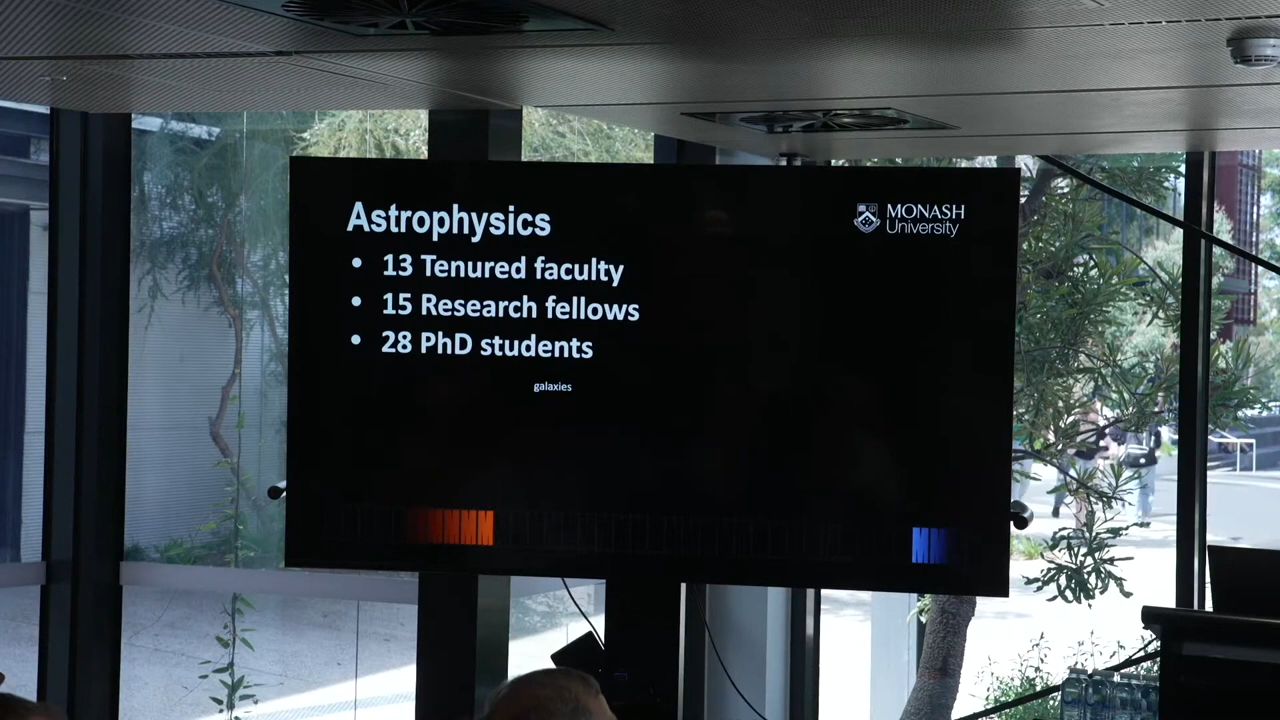 Astrophysics
MONASH
University
• 13 Tenured faculty
• 15 Research fellows
• 28 PhD students
galaxies